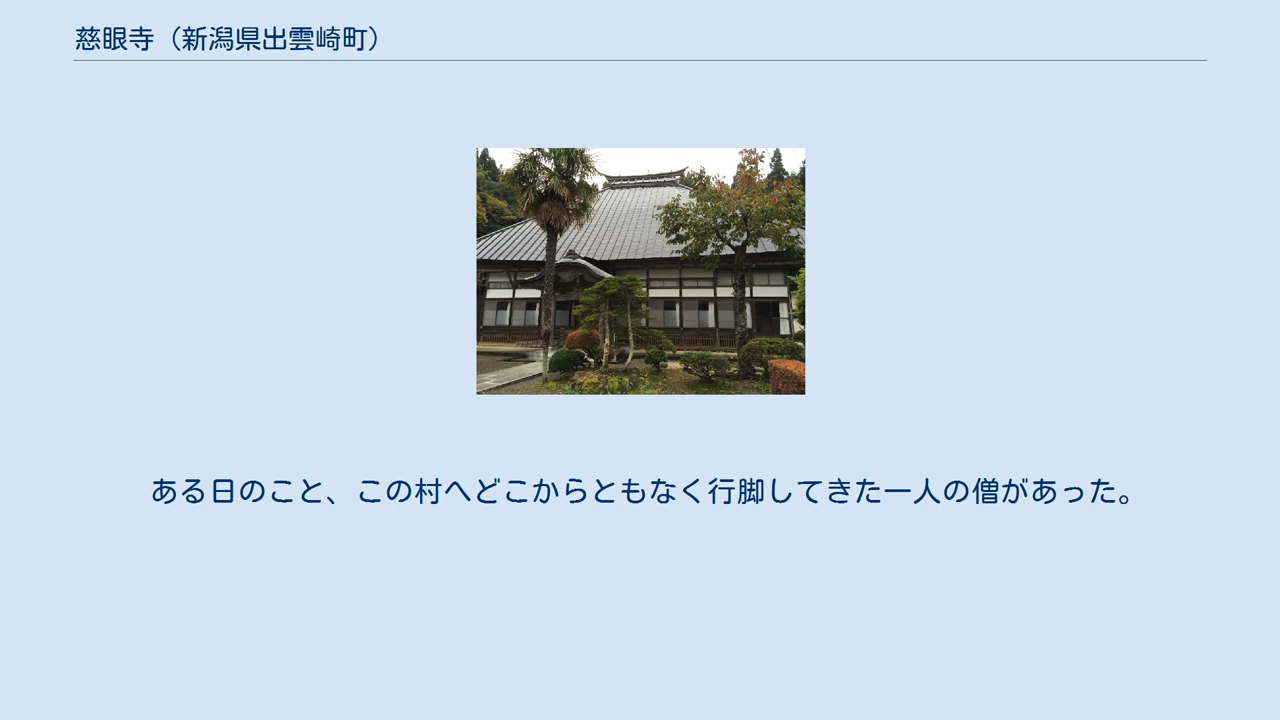 慈眼寺（新潟県出雲崎町）
ある日のこと、この村へどこからともなく行脚してきた一人の僧があった。